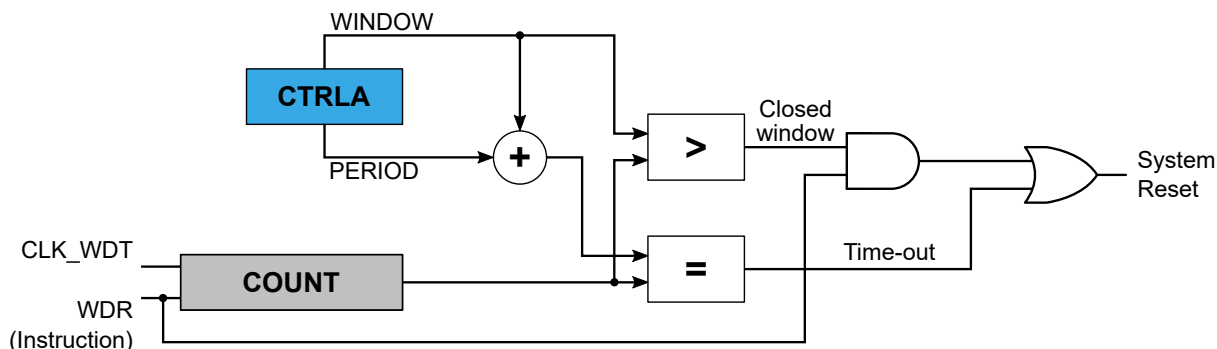 WINDOW
CTRLA
PERIOD
+
>
Closed
window
System
Reset
CLK_WDT
COUNT
WDR
(Instruction)
=
Time-out